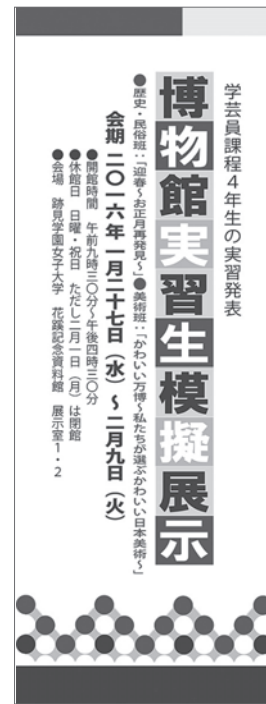 学芸員課程4年生の実習発表
博物館実習生模擬展示
●歴史・民俗班：「迎春～お正月再発見～」●美術班：「かわいい万博～私たちが選ぶかわいい日本美術～」
会期 二〇一六年 一月二十七日（水）～二月九日（火）
●開館時間 午前九時三〇分～午後四時三〇分
●休館日 日曜・祝日 ただし二月一日（月）は閉館
●会場 跡見学園女子大学 花蹊記念資料館 展示室1・2